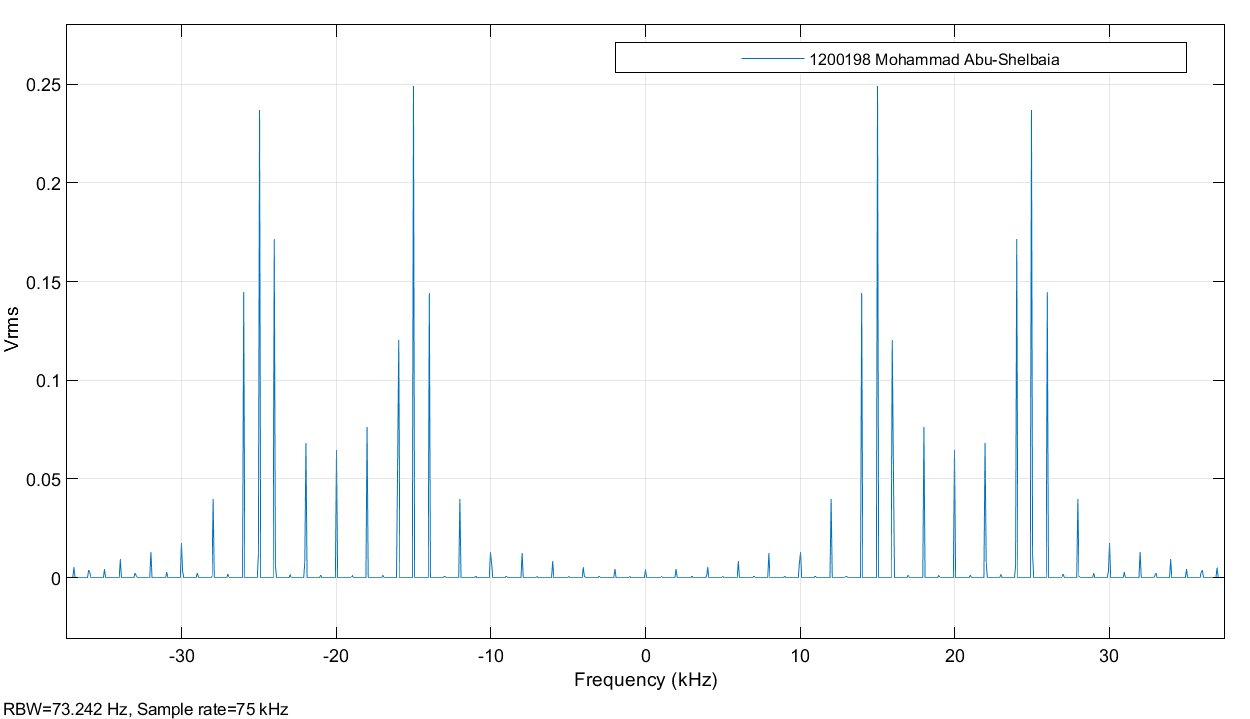 1200198 Mohammad Abu-Shelbaia
0.25
0.2
0.15
0.1
0.05
0
Vrms
-30 -20 -10 0 10 20 30
Frequency (kHz)
RBW=73.242 Hz, Sample rate=75 kHz